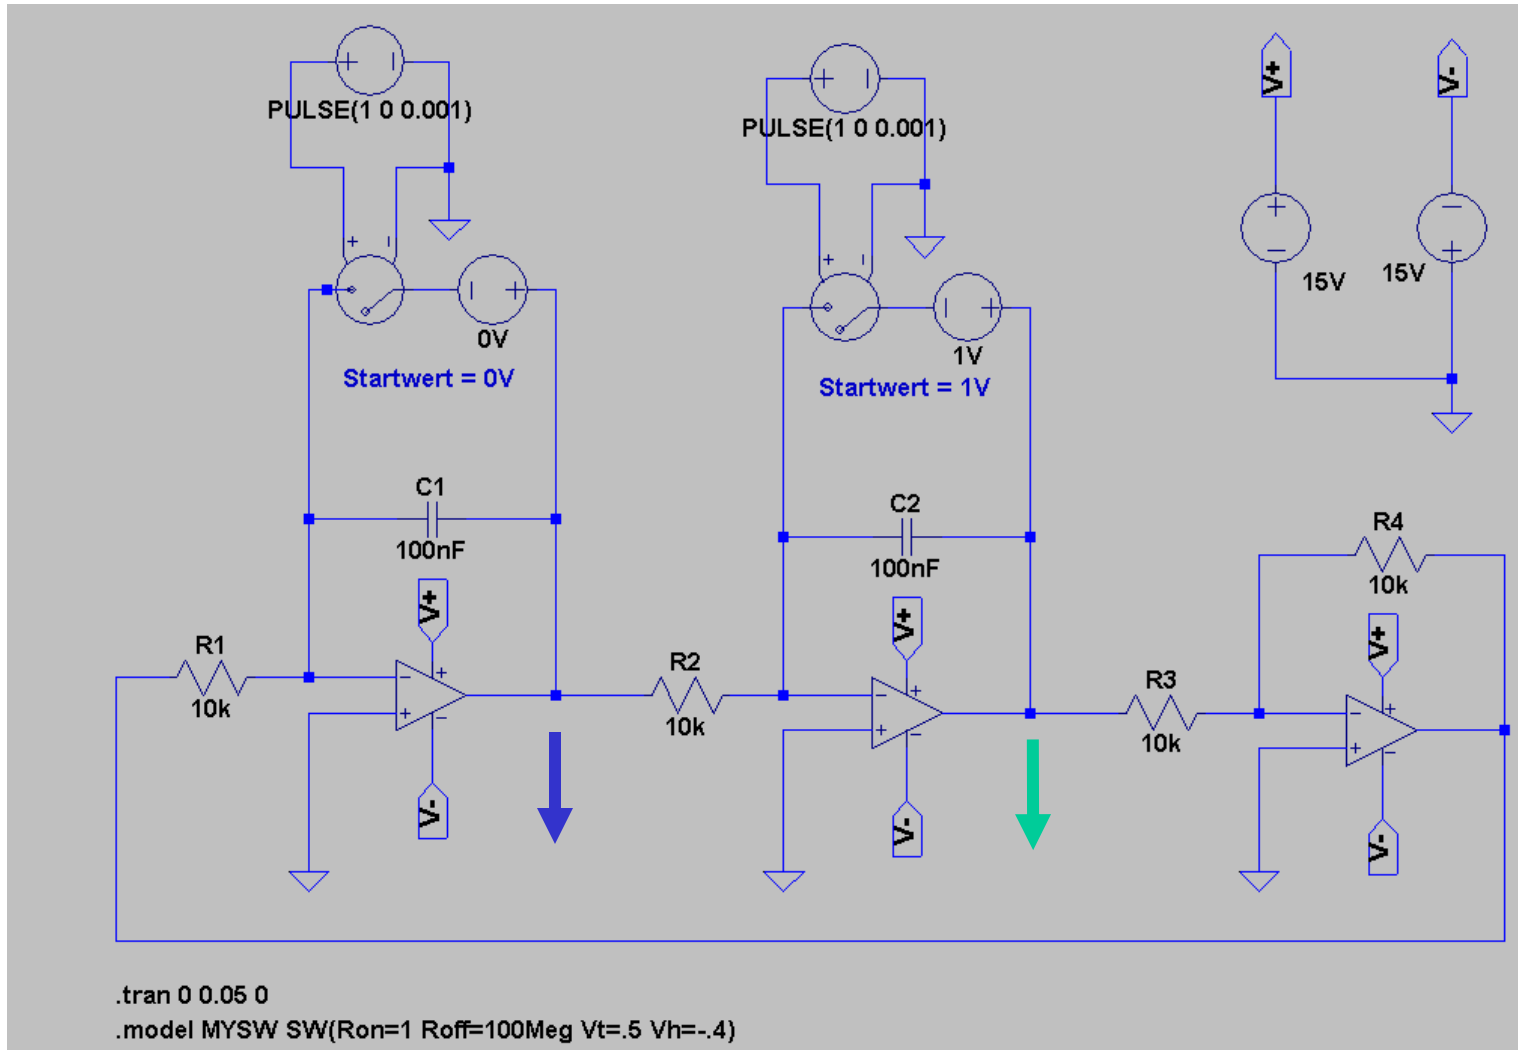 PULSE(1 0 0.001)
PULSE(1 0 0.001)
V+
V-
+ −
+ −
+
−
−
+
15V
15V
+ −
− +
0V
Startwert = 0V
+ −
− +
1V
Startwert = 1V
C1
100nF
C2
100nF
R4
10k
R1
10k
V+
−
+
+
−
V-
R2
10k
V+
−
+
+
−
V-
R3
10k
V+
−
+
+
−
V-
.tran 0 0.05 0
.model MYSW SW(Ron=1 Roff=100Meg Vt=.5 Vh=-.4)